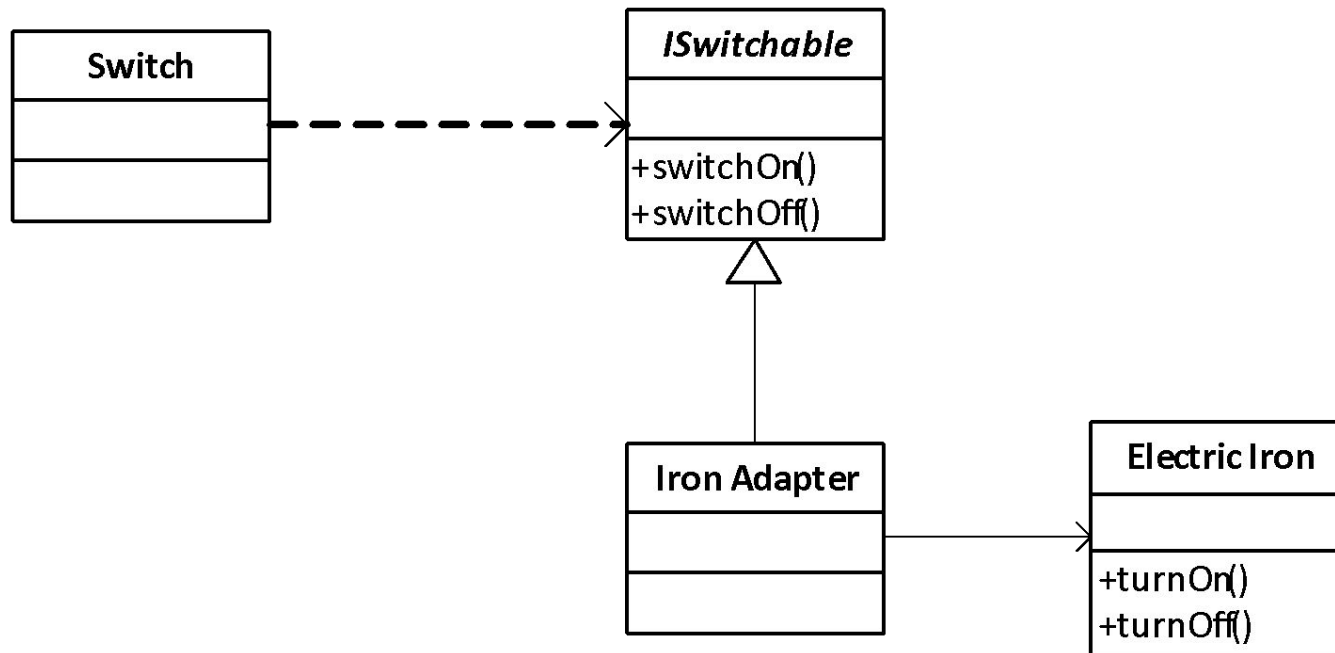 Switch
ISwitchable
+switchOn()
+switchOff()
Iron Adapter
Electric Iron
+turnOn()
+turnOff()